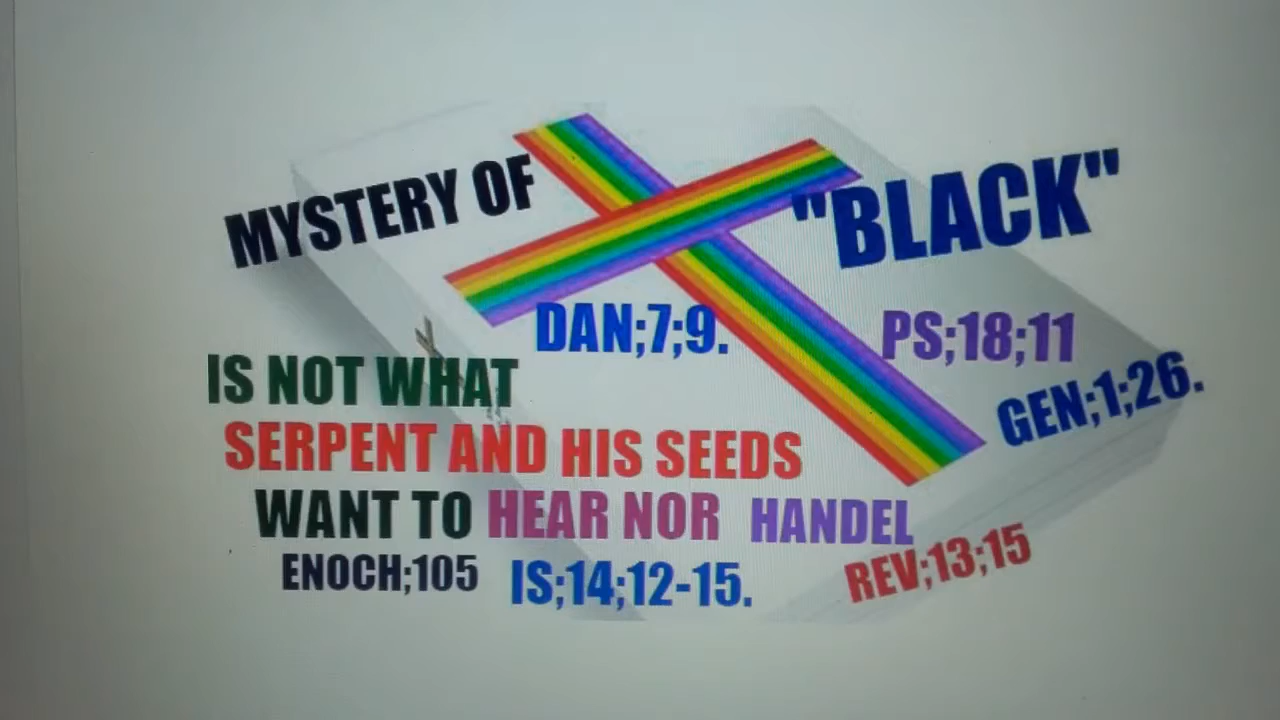 MYSTERY OF
"BLACK"
DAN;7;9.
PS;18;11
GEN;1;26.
IS NOT WHAT
SERPENT AND HIS SEEDS
WANT TO HEAR NOR HANDEL
ENOCH;105
IS;14;12-15.
REV;13;15